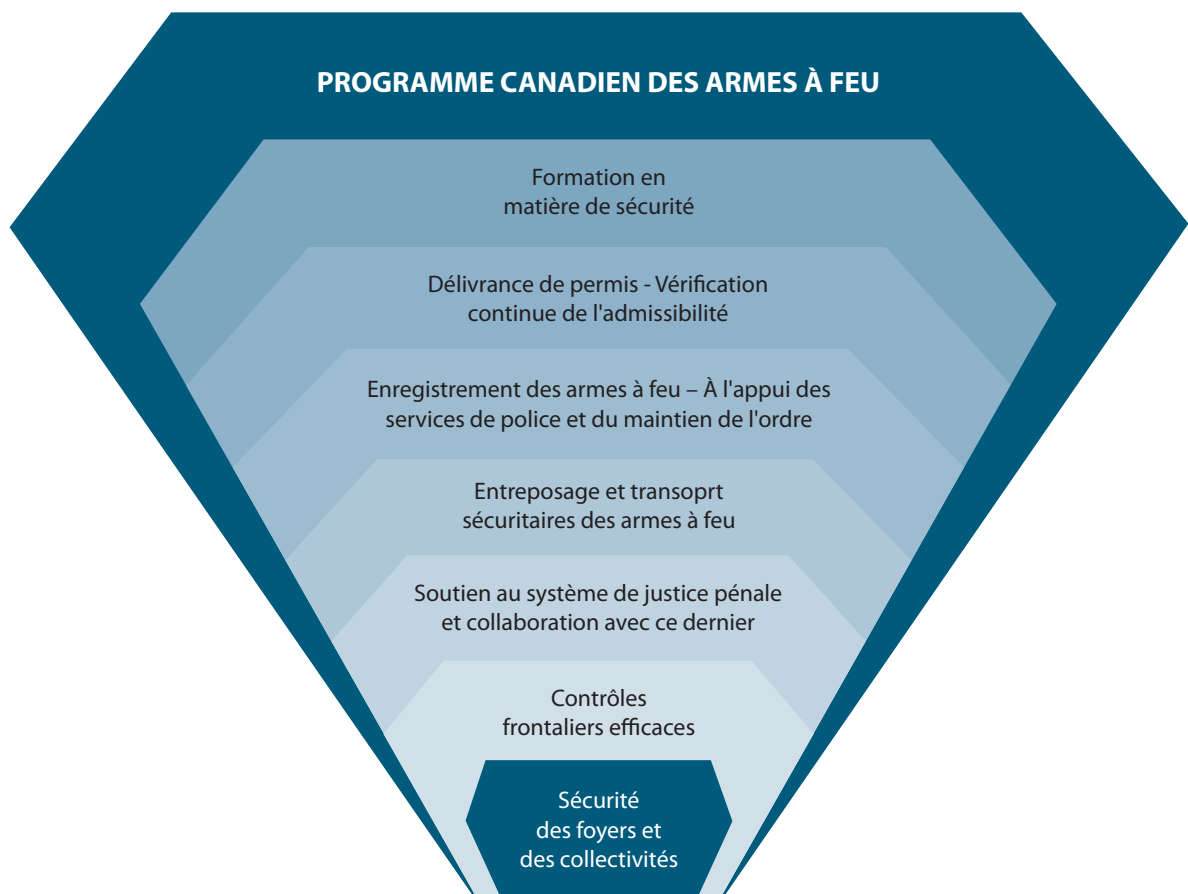 PROGRAMME CANADIEN DES ARMES À FEU
Formation en
matière de sécurité
Délivrance de permis - Vérification
continue de l'admissibilité
Enregistrement des armes à feu – À l'appui des
services de police et du maintien de l'ordre
Entreposage et transoprt
sécuritaires des armes à feu
Soutien au système de justice pénale
et collaboration avec ce dernier
Contrôles
frontaliers efficaces
Sécurité
des foyers et
des collectivités